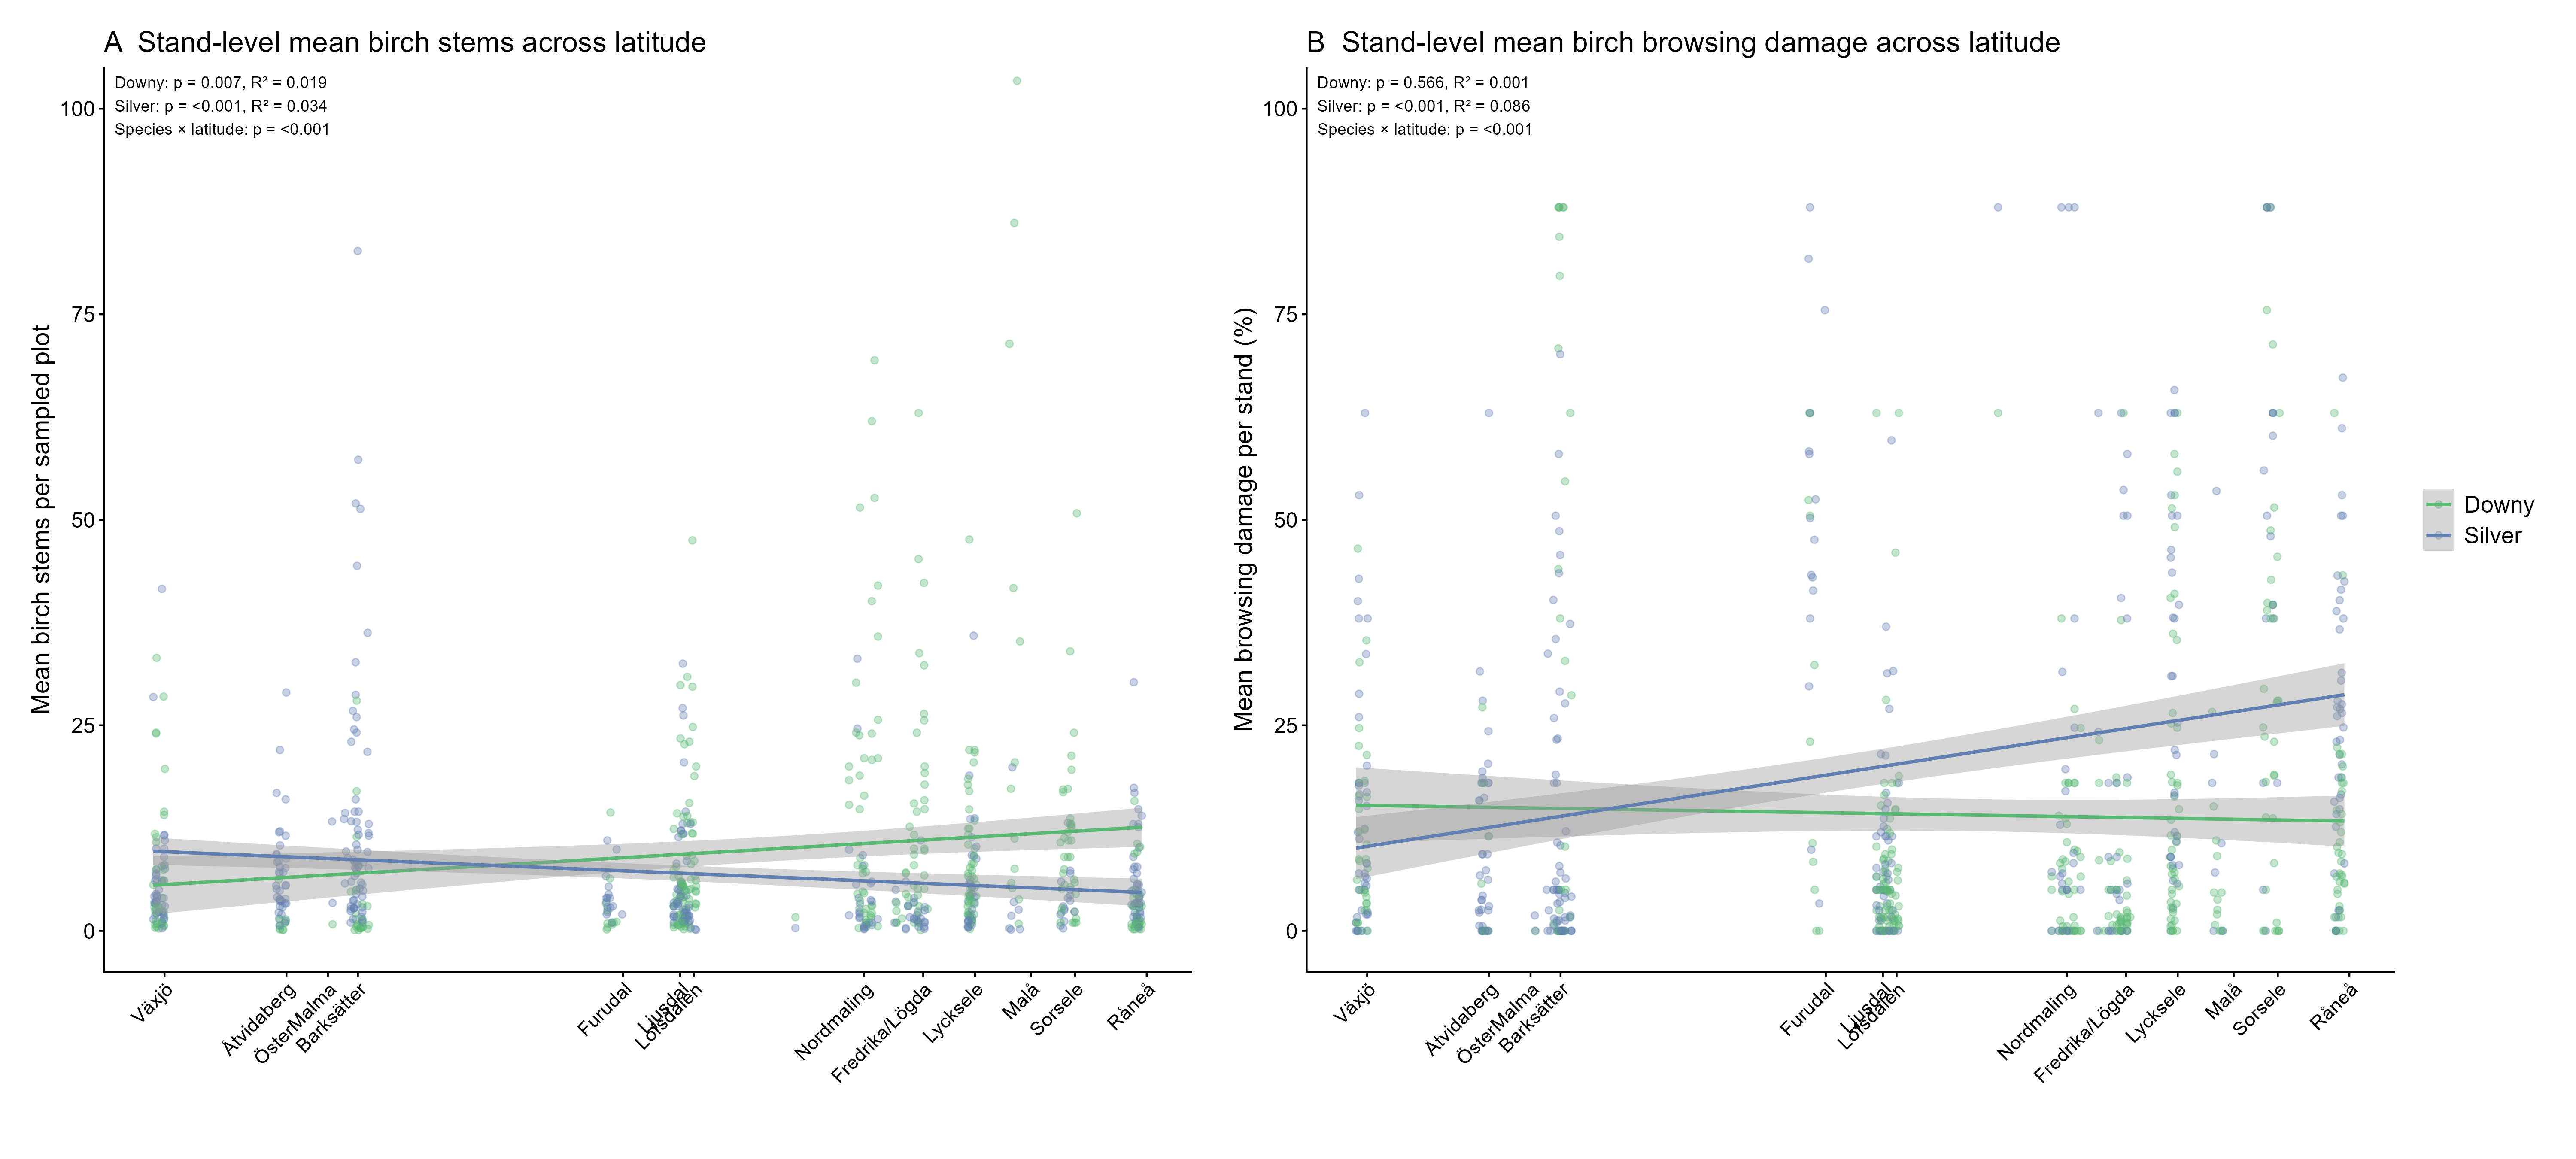 A Stand-level mean birch stems across latitude
Downy: p = 0.007, R² = 0.019
Silver: p = <0.001, R² = 0.034
Species × latitude: p = <0.001
Mean birch stems per sampled plot
100
75
50
25
0
Växjö
Åtvidaberg
ÖsterMalma
Barksätter
Furudal
Ljusdal
Lofsdalen
Nordmaling
Fredrika/Lögda
Lycksele
Malå
Sorsele
Råneå
B Stand-level mean birch browsing damage across latitude
Downy: p = 0.566, R² = 0.001
Silver: p = <0.001, R² = 0.086
Species × latitude: p = <0.001
Mean browsing damage per stand (%)
100
75
50
25
0
Växjö
Åtvidaberg
ÖsterMalma
Barksätter
Furudal
Ljusdal
Lofsdalen
Nordmaling
Fredrika/Lögda
Lycksele
Malå
Sorsele
Råneå
Downy
Silver